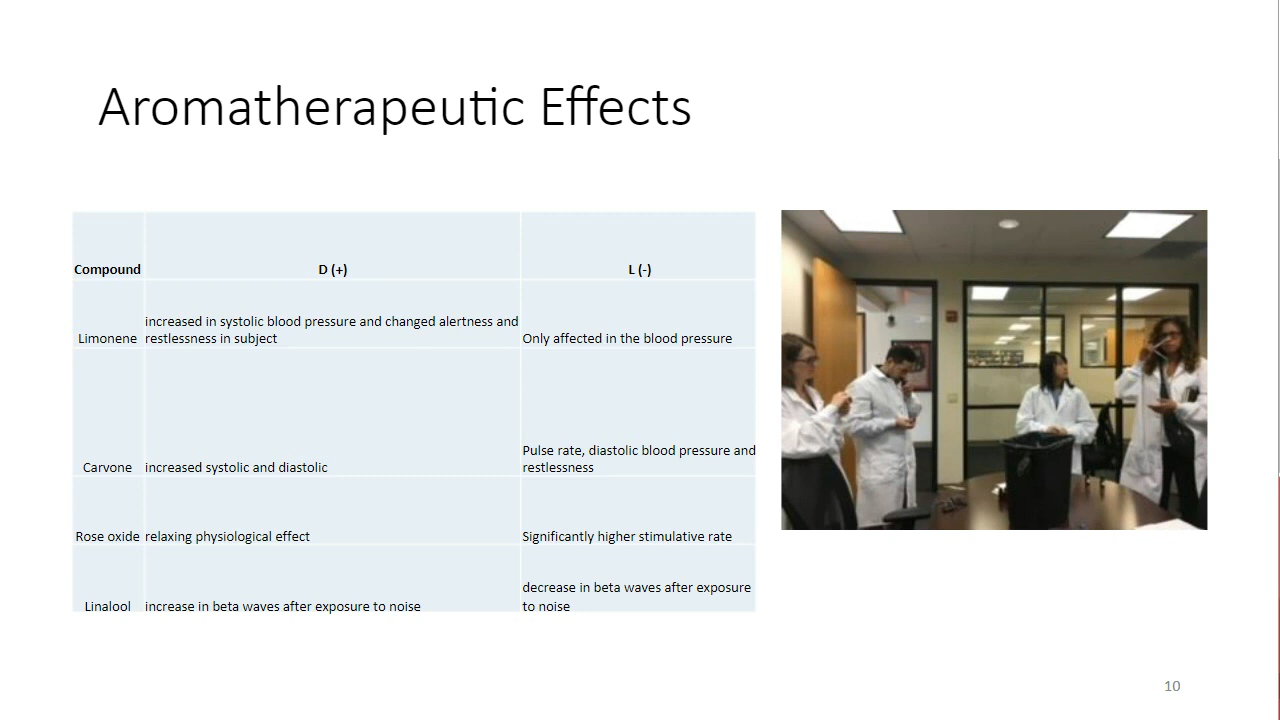 Aromatherapeutic Effects
Compound D (+) L (-)
increased in systolic blood pressure and changed alertness and
Limonene restlessness in subject Only affected in the blood pressure
Pulse rate, diastolic blood pressure and
Carvone increased systolic and diastolic restlessness
Rose oxide relaxing physiological effect Significantly higher stimulative rate
decrease in beta waves after exposure
Linalool increase in beta waves after exposure to noise to noise
10